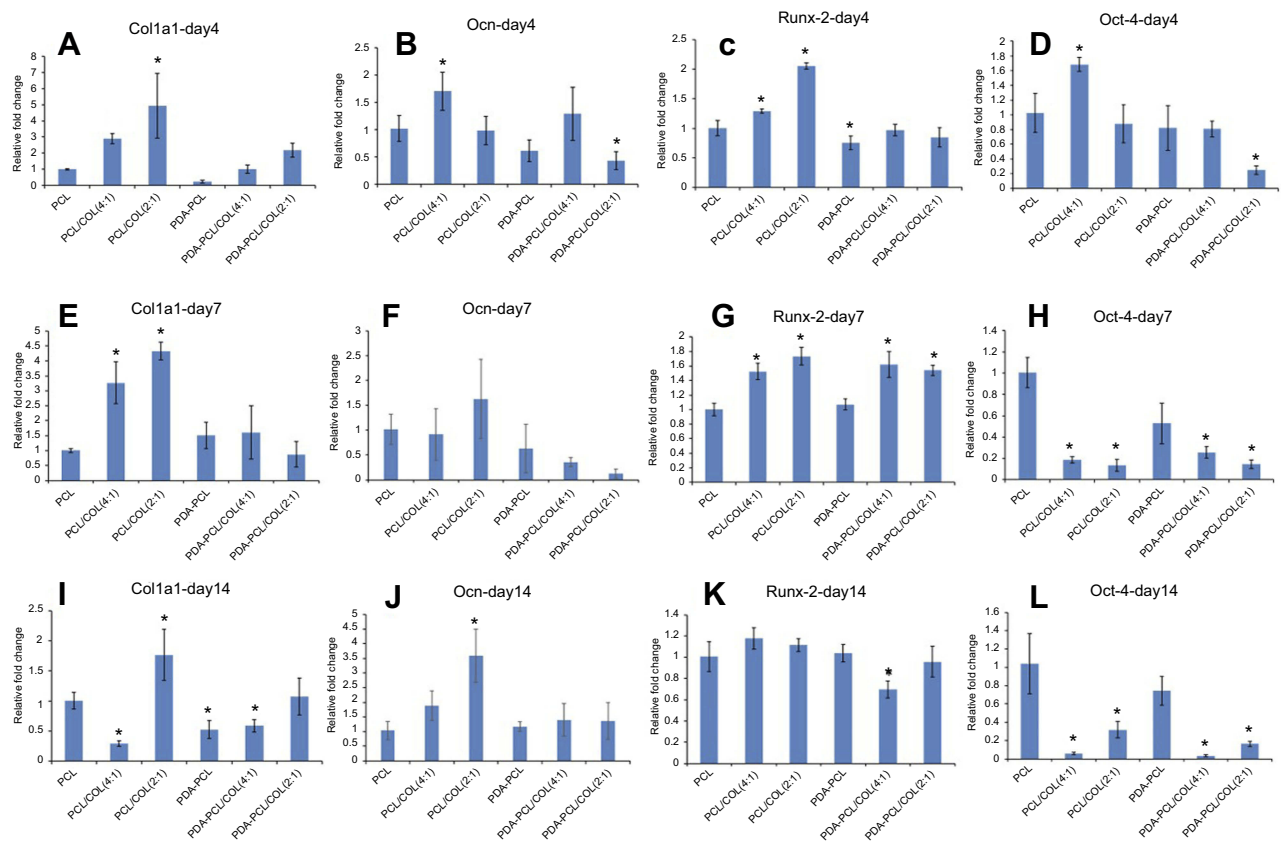 A
Col1a1-day4
Relative fold change
8
7
6
5
4
3
2
1
0
*
PCL
PCL/COL(4:1)
PCL/COL(2:1)
PDA-PCL
PDA-PCL/COL(4:1)
PDA-PCL/COL(2:1)
B
Ocn-day4
Relative fold change
2.5
2
1.5
1
0.5
0
*
*
PCL
PCL/COL(4:1)
PCL/COL(2:1)
PDA-PCL
PDA-PCL/COL(4:1)
PDA-PCL/COL(2:1)
c
Runx-2-day4
Relative fold change
2.5
2
1.5
1
0.5
0
*
*
*
PCL
PCL/COL(4:1)
PCL/COL(2:1)
PDA-PCL
PDA-PCL/COL(4:1)
PDA-PCL/COL(2:1)
D
Oct-4-day4
Relative fold change
2
1.8
1.6
1.4
1.2
1
0.8
0.6
0.4
0.2
0
*
*
PCL
PCL/COL(4:1)
PCL/COL(2:1)
PDA-PCL
PDA-PCL/COL(4:1)
PDA-PCL/COL(2:1)
E
Col1a1-day7
Relative fold change
5
4.5
4
3.5
3
2.5
2
1.5
1
0.5
0
*
*
PCL
PCL/COL(4:1)
PCL/COL(2:1)
PDA-PCL
PDA-PCL/COL(4:1)
PDA-PCL/COL(2:1)
F
Ocn-day7
Relative fold change
3
2.5
2
1.5
1
0.5
0
PCL
PCL/COL(4:1)
PCL/COL(2:1)
PDA-PCL
PDA-PCL/COL(4:1)
PDA-PCL/COL(2:1)
G
Runx-2-day7
Relative fold change
2
1.8
1.6
1.4
1.2
1
0.8
0.6
0.4
0.2
0
*
*
*
*
PCL
PCL/COL(4:1)
PCL/COL(2:1)
PDA-PCL
PDA-PCL/COL(4:1)
PDA-PCL/COL(2:1)
H
Oct-4-day7
Relative fold change
1.4
1.2
1
0.8
0.6
0.4
0.2
0
*
*
*
*
PCL
PCL/COL(4:1)
PCL/COL(2:1)
PDA-PCL
PDA-PCL/COL(4:1)
PDA-PCL/COL(2:1)
I
Col1a1-day14
Relative fold change
2.5
2
1.5
1
0.5
0
*
*
*
*
PCL
PCL/COL(4:1)
PCL/COL(2:1)
PDA-PCL
PDA-PCL/COL(4:1)
PDA-PCL/COL(2:1)
J
Ocn-day14
Relative fold change
5
4.5
4
3.5
3
2.5
2
1.5
1
0.5
0
*
PCL
PCL/COL(4:1)
PCL/COL(2:1)
PDA-PCL
PDA-PCL/COL(4:1)
PDA-PCL/COL(2:1)
K
Runx-2-day14
Relative fold change
1.4
1.2
1
0.8
0.6
0.4
0.2
0
*
PCL
PCL/COL(4:1)
PCL/COL(2:1)
PDA-PCL
PDA-PCL/COL(4:1)
PDA-PCL/COL(2:1)
L
Oct-4-day14
Relative fold change
1.6
1.4
1.2
1
0.8
0.6
0.4
0.2
0
*
*
*
*
PCL
PCL/COL(4:1)
PCL/COL(2:1)
PDA-PCL
PDA-PCL/COL(4:1)
PDA-PCL/COL(2:1)